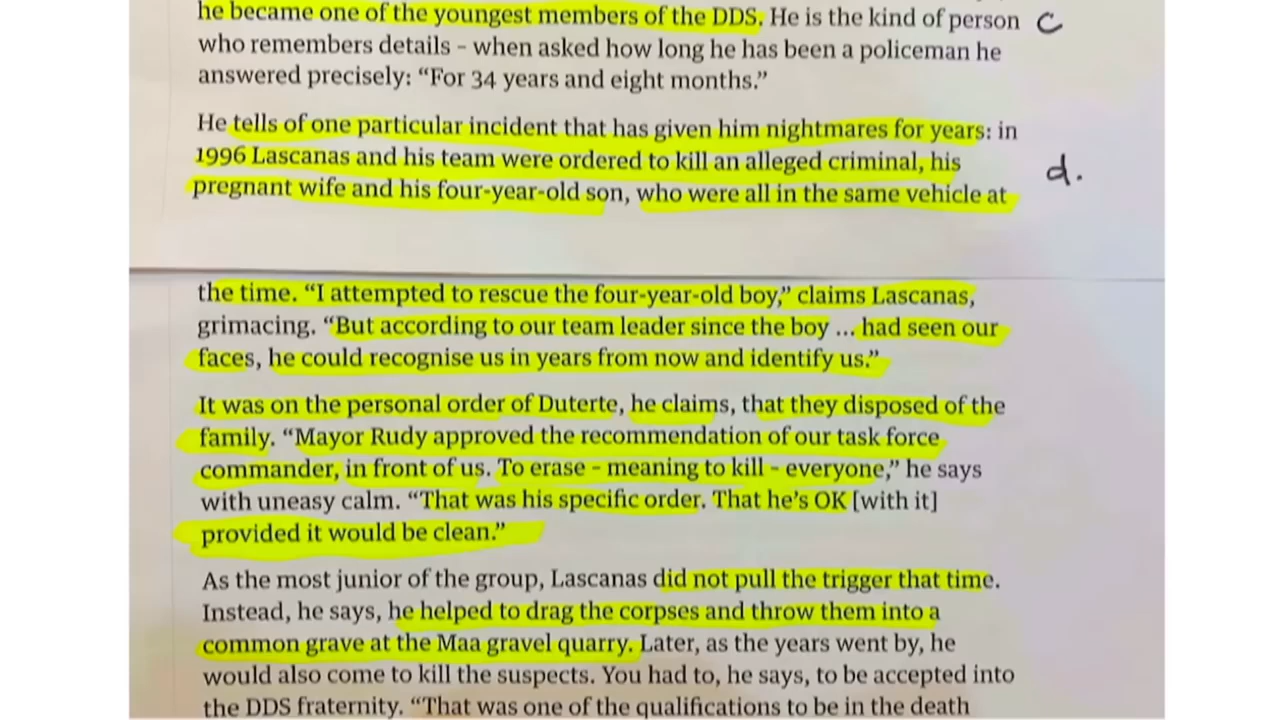 he became one of the youngest members of the DDS. He is the kind of person
c
who remembers details – when asked how long he has been a policeman he
answered precisely: “For 34 years and eight months.”
He tells of one particular incident that has given him nightmares for years: in
1996 Lascanas and his team were ordered to kill an alleged criminal, his
d.
pregnant wife and his four-year-old son, who were all in the same vehicle at
the time. “I attempted to rescue the four-year-old boy,” claims Lascanas,
grimacing. “But according to our team leader since the boy ... had seen our
faces, he could recognise us in years from now and identify us.”
It was on the personal order of Duterte, he claims, that they disposed of the
family. “Mayor Rudy approved the recommendation of our task force
commander, in front of us. To erase – meaning to kill – everyone,” he says
with uneasy calm. “That was his specific order. That he’s OK [with it]
provided it would be clean.”
As the most junior of the group, Lascanas did not pull the trigger that time.
Instead, he says, he helped to drag the corpses and throw them into a
common grave at the Maa gravel quarry. Later, as the years went by, he
would also come to kill the suspects. You had to, he says, to be accepted into
the DDS fraternity. “That was one of the qualifications to be in the death